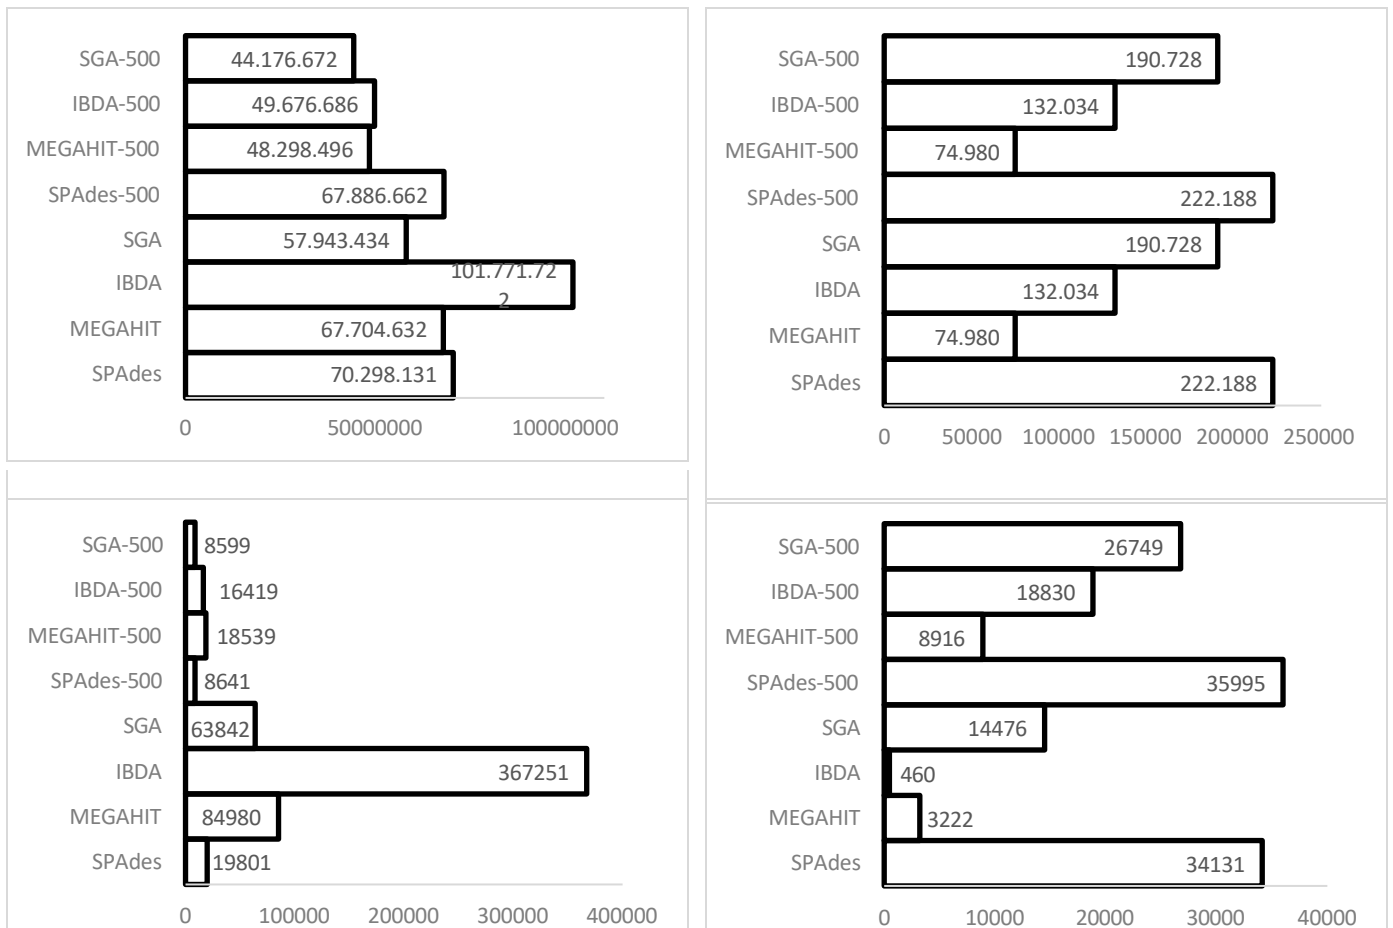 SGA-500 44.176.672
IBDA-500 49.676.686
MEGAHIT-500 48.298.496
SPAdes-500 67.886.662
SGA 57.943.434
IBDA 101.771.72
2
MEGAHIT 67.704.632
SPAdes 70.298.131
0 50000000 100000000
SGA-500 190.728
IBDA-500 132.034
MEGAHIT-500 74.980
SPAdes-500 222.188
SGA 190.728
IBDA 132.034
MEGAHIT 74.980
SPAdes 222.188
0 50000 100000 150000 200000 250000
SGA-500 8599
IBDA-500 16419
MEGAHIT-500 18539
SPAdes-500 8641
SGA 63842
IBDA 367251
MEGAHIT 84980
SPAdes 19801
0 100000 200000 300000 400000
SGA-500 26749
IBDA-500 18830
MEGAHIT-500 8916
SPAdes-500 35995
SGA 14476
IBDA 460
MEGAHIT 3222
SPAdes 34131
0 10000 20000 30000 40000